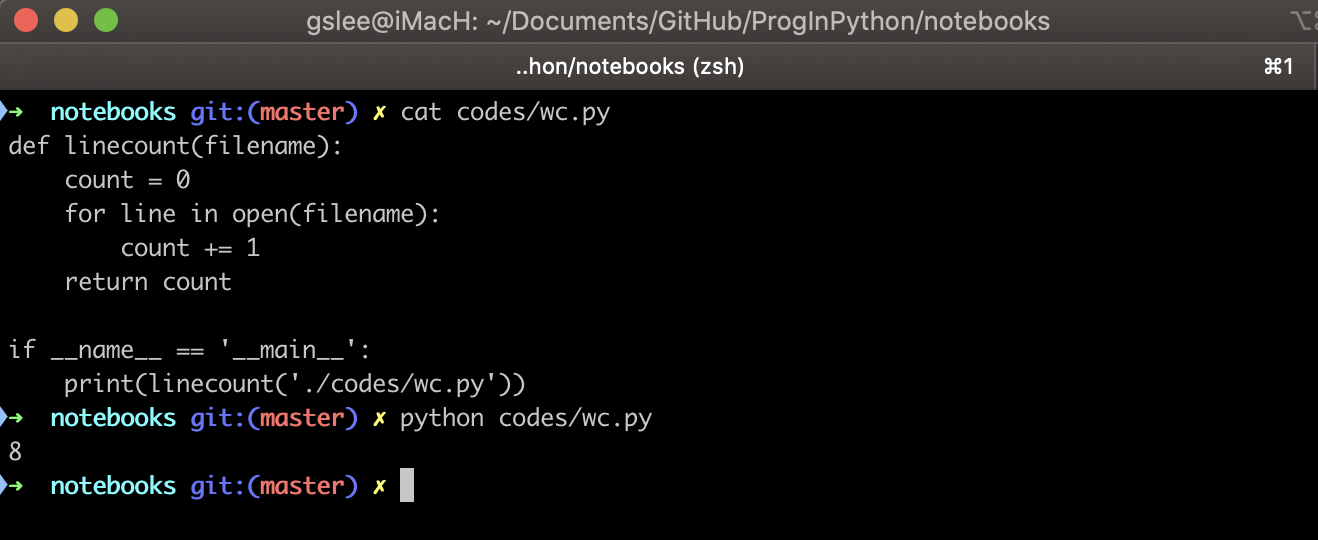 gslee@iMacH: ~/Documents/GitHub/ProgInPython/notebooks
..hon/notebooks (zsh) ⌘1
➜  notebooks git:(master) ✗ cat codes/wc.py
def linecount(filename):
    count = 0
    for line in open(filename):
        count += 1
    return count

if __name__ == '__main__':
    print(linecount('./codes/wc.py'))
➜  notebooks git:(master) ✗ python codes/wc.py
8
➜  notebooks git:(master) ✗